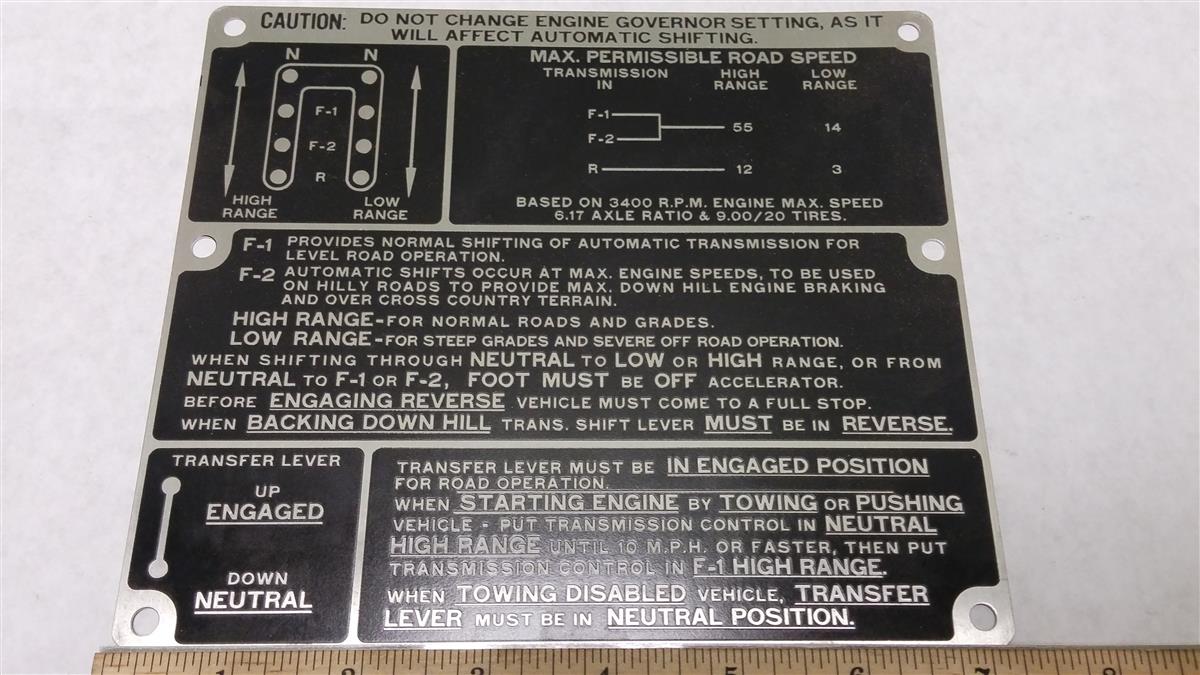 CAUTION: DO NOT CHANGE ENGINE GOVERNOR SETTING, AS IT
WILL AFFECT AUTOMATIC SHIFTING.
N N
F-1
F-2
R
HIGH RANGE
LOW RANGE
MAX. PERMISSIBLE ROAD SPEED
TRANSMISSION IN HIGH RANGE LOW RANGE
F-1
F-2
55 14
R 12 3
BASED ON 3400 R.P.M. ENGINE MAX. SPEED
6.17 AXLE RATIO & 9.00/20 TIRES.
F-1 PROVIDES NORMAL SHIFTING OF AUTOMATIC TRANSMISSION FOR
LEVEL ROAD OPERATION.
F-2 AUTOMATIC SHIFTS OCCUR AT MAX. ENGINE SPEEDS, TO BE USED
ON HILLY ROADS TO PROVIDE MAX. DOWN HILL ENGINE BRAKING
AND OVER CROSS COUNTRY TERRAIN.
HIGH RANGE-FOR NORMAL ROADS AND GRADES.
LOW RANGE-FOR STEEP GRADES AND SEVERE OFF ROAD OPERATION.
WHEN SHIFTING THROUGH NEUTRAL TO LOW OR HIGH RANGE, OR FROM
NEUTRAL TO F-1 OR F-2, FOOT MUST BE OFF ACCELERATOR.
BEFORE ENGAGING REVERSE VEHICLE MUST COME TO A FULL STOP.
WHEN BACKING DOWN HILL TRANS. SHIFT LEVER MUST BE IN REVERSE.
TRANSFER LEVER
UP
ENGAGED
DOWN
NEUTRAL
TRANSFER LEVER MUST BE IN ENGAGED POSITION
FOR ROAD OPERATION.
WHEN STARTING ENGINE BY TOWING OR PUSHING
VEHICLE - PUT TRANSMISSION CONTROL IN NEUTRAL
HIGH RANGE UNTIL 10 M.P.H. OR FASTER, THEN PUT
TRANSMISSION CONTROL IN F-1 HIGH RANGE.
WHEN TOWING DISABLED VEHICLE, TRANSFER
LEVER MUST BE IN NEUTRAL POSITION.
1 2 3 4 5 6 7 8